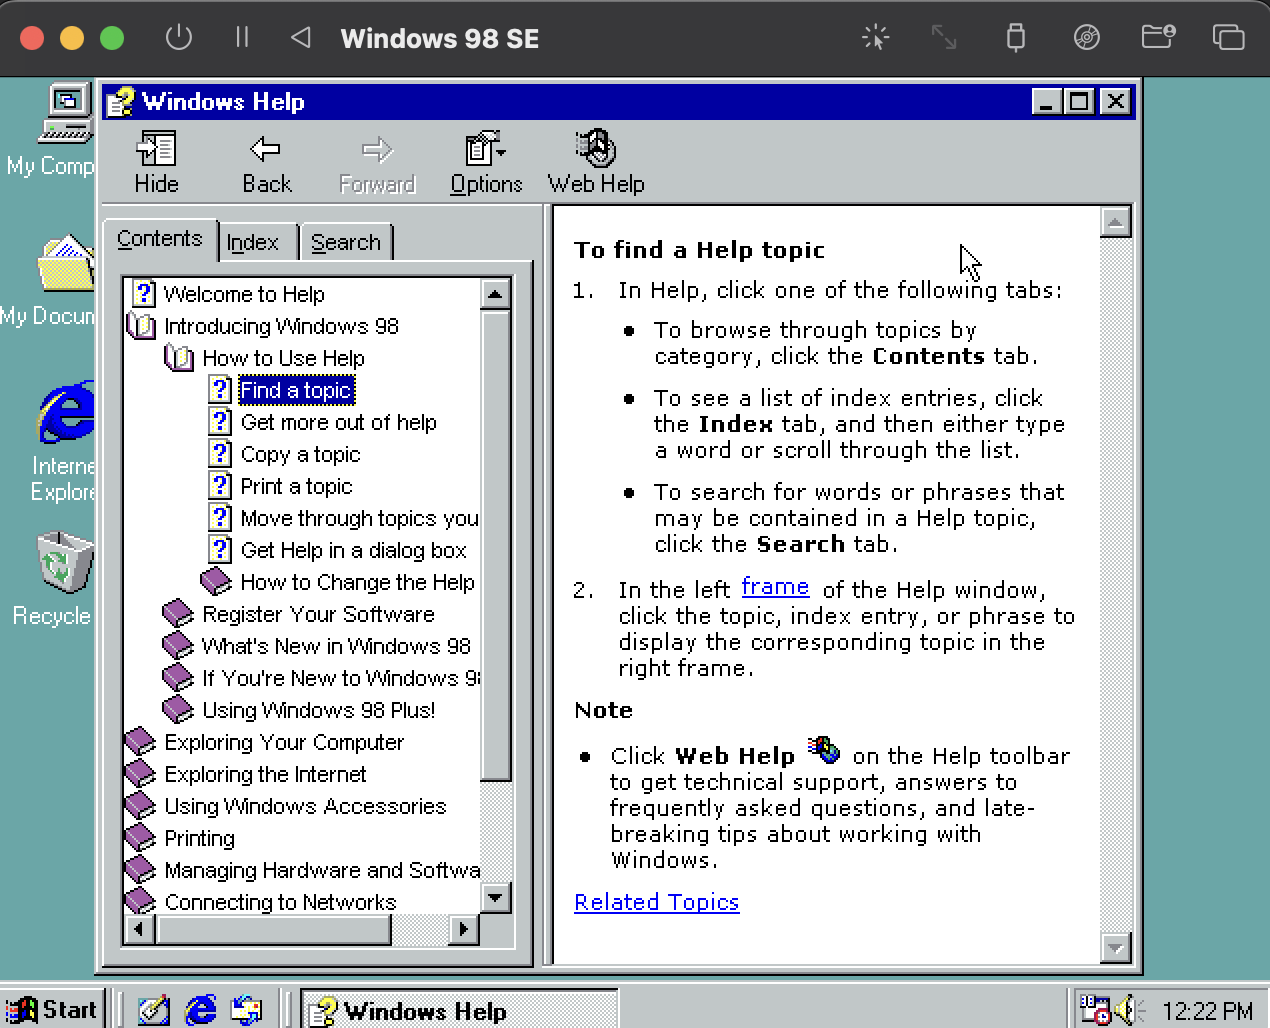 Windows 98 SE
Windows Help
Hide
Back
Forward
Options
Web Help
My Comp
My Docum
Interne
Explore
Recycle
Contents
Index
Search
Welcome to Help
Introducing Windows 98
How to Use Help
Find a topic
Get more out of help
Copy a topic
Print a topic
Move through topics you
Get Help in a dialog box
How to Change the Help
Register Your Software
What's New in Windows 98
If You're New to Windows 98
Using Windows 98 Plus!
Exploring Your Computer
Exploring the Internet
Using Windows Accessories
Printing
Managing Hardware and Softwa
Connecting to Networks
To find a Help topic
1. In Help, click one of the following tabs:
• To browse through topics by
category, click the Contents tab.
• To see a list of index entries, click
the Index tab, and then either type
a word or scroll through the list.
• To search for words or phrases that
may be contained in a Help topic,
click the Search tab.
2. In the left frame of the Help window,
click the topic, index entry, or phrase to
display the corresponding topic in the
right frame.
Note
• Click Web Help on the Help toolbar
to get technical support, answers to
frequently asked questions, and late-
breaking tips about working with
Windows.
Related Topics
Start
Windows Help
12:22 PM